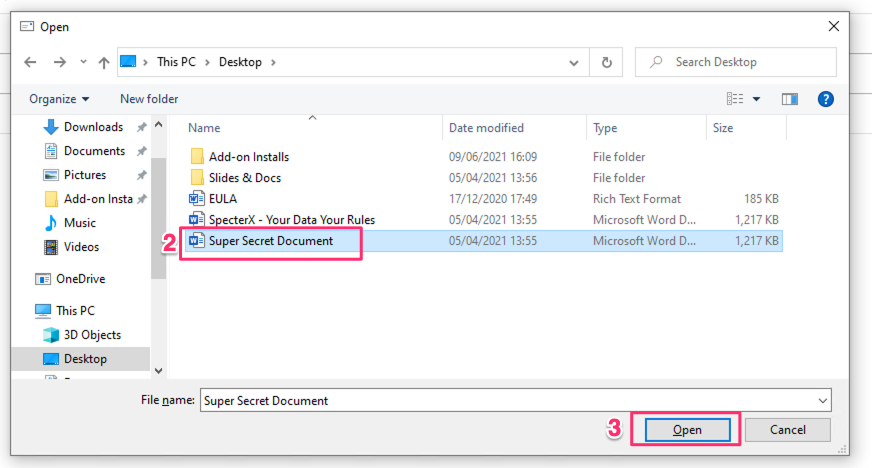 Open
This PC > Desktop >
Search Desktop
Organize
New folder
Name Date modified Type Size
Downloads
Documents
Pictures
Add-on Insta
Music
Videos
OneDrive
This PC
3D Objects
Desktop
Add-on Installs 09/06/2021 16:09 File folder
Slides & Docs 05/04/2021 13:56 File folder
EULA 17/12/2020 17:49 Rich Text Format 185 KB
SpecterX - Your Data Your Rules 05/04/2021 13:55 Microsoft Word D... 1,217 KB
2 Super Secret Document 05/04/2021 13:55 Microsoft Word D... 1,217 KB
File name: Super Secret Document
3 Open Cancel